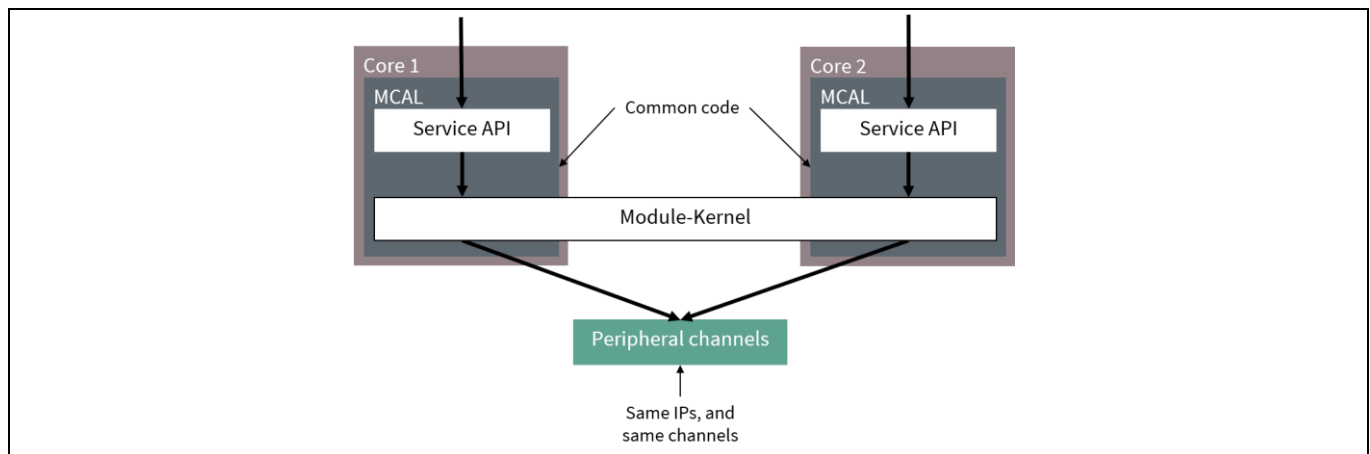 Core 1
MCAL
Service API
Common code
Core 2
MCAL
Service API
Module-Kernel
Peripheral channels
Same IPs, and
same channels